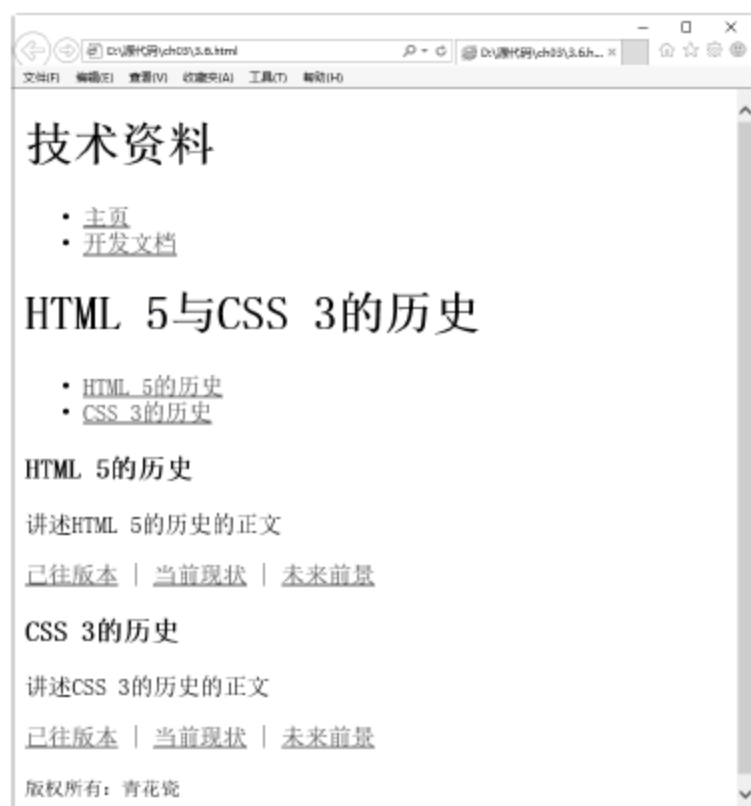 D:\源代码\ch03\3.6.html
D:\源代码\ch03\3.6.h...
文件(F) 编辑(E) 查看(V) 收藏夹(A) 工具(T) 帮助(H)
技术资料
• 主页
• 开发文档
HTML 5与CSS 3的历史
• HTML 5的历史
• CSS 3的历史
HTML 5的历史
讲述HTML 5的历史的正文
已往版本 | 当前现状 | 未来前景
CSS 3的历史
讲述CSS 3的历史的正文
已往版本 | 当前现状 | 未来前景
版权所有：青花瓷